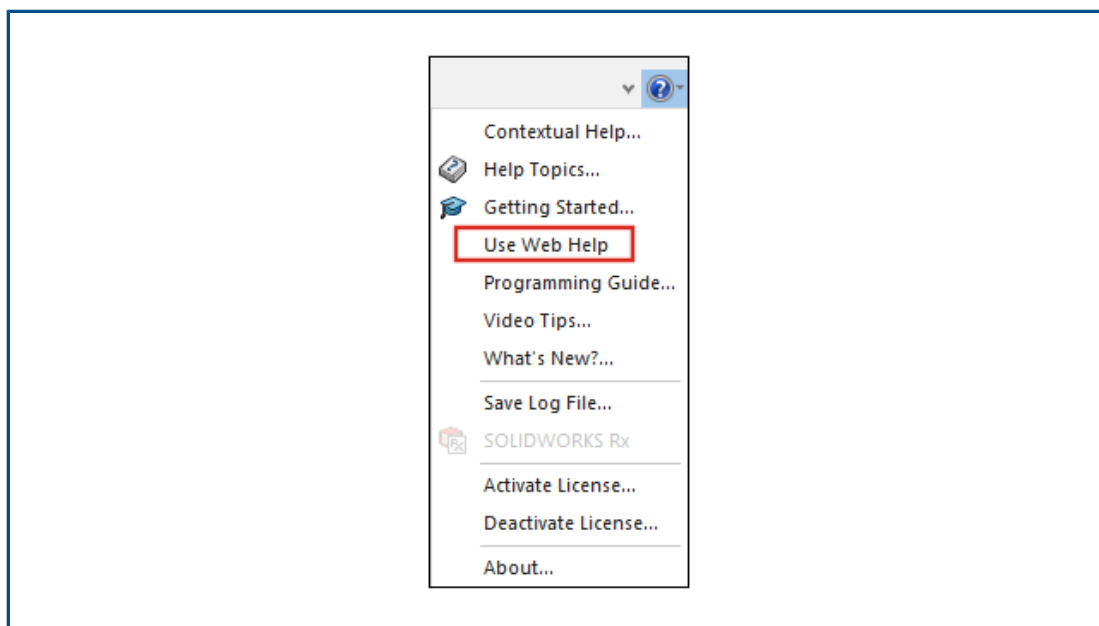 Contextual Help...
Help Topics...
Getting Started...
Use Web Help
Programming Guide...
Video Tips...
What's New?...
Save Log File...
SOLIDWORKS Rx
Activate License...
Deactivate License...
About...